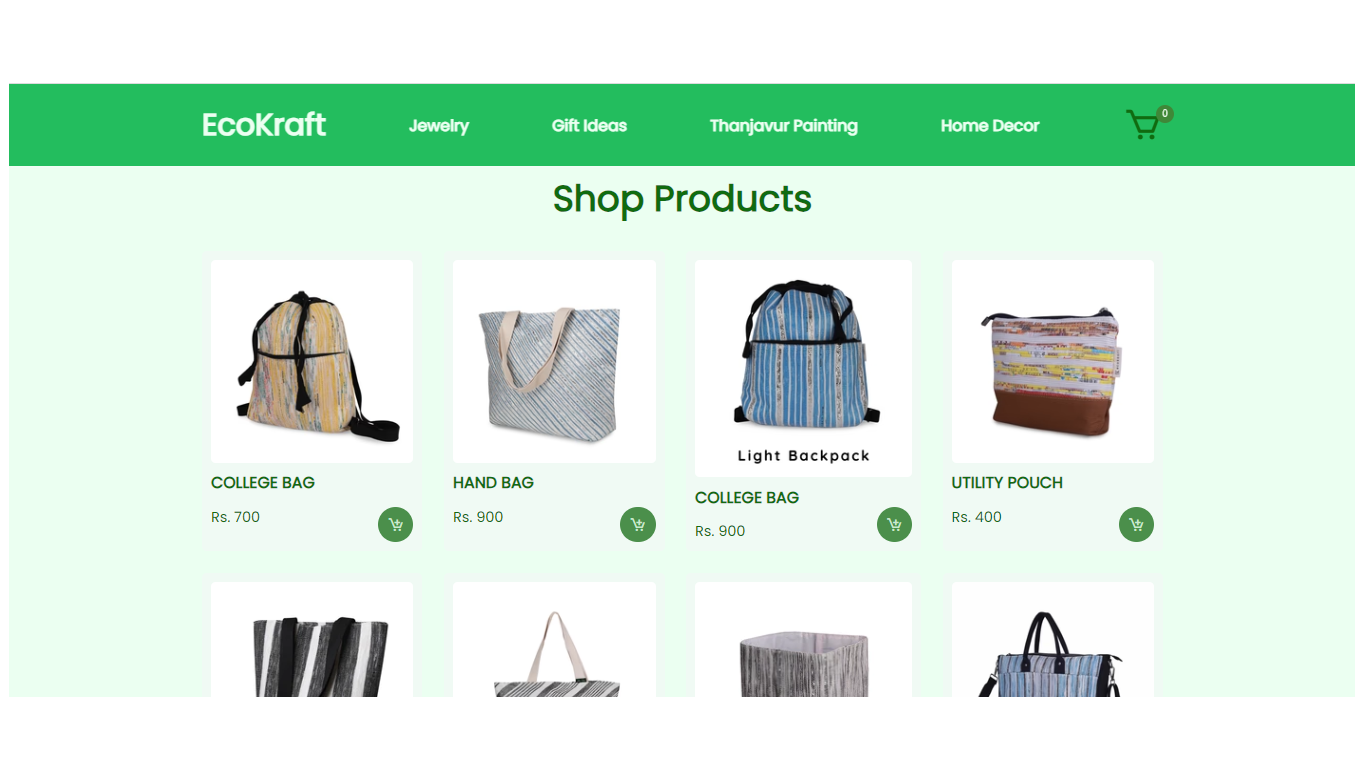 EcoKraft Jewelry Gift Ideas Thanjavur Painting Home Decor 0
Shop Products
Light Backpack
COLLEGE BAG
Rs. 700
HAND BAG
Rs. 900
COLLEGE BAG
Rs. 900
UTILITY POUCH
Rs. 400